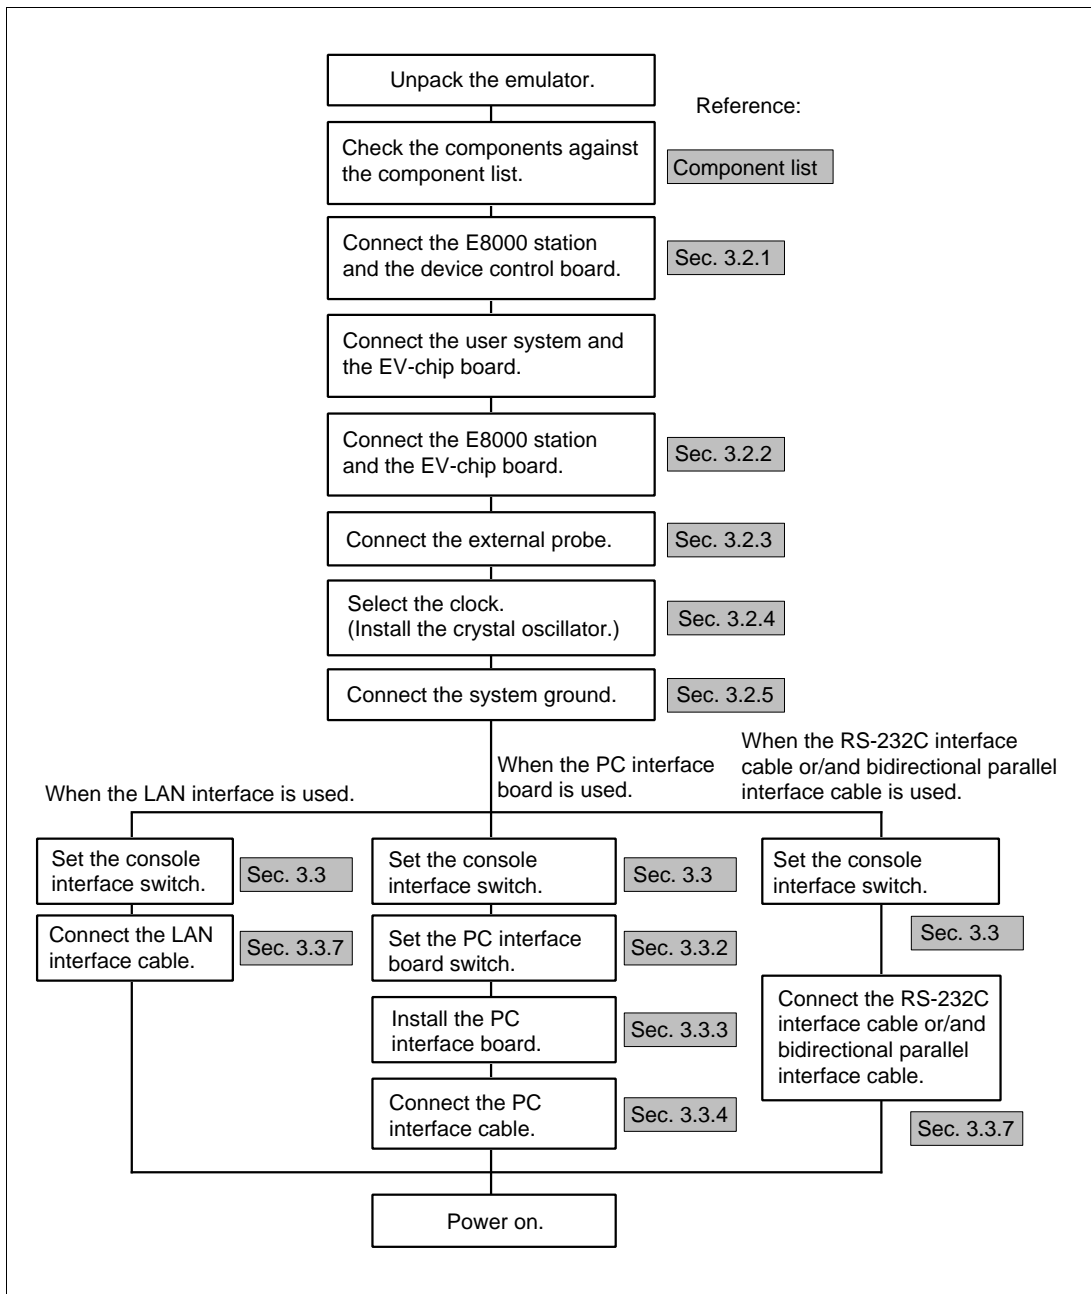 Unpack the emulator.
Reference:
Check the components against
the component list.
Component list
Connect the E8000 station
and the device control board.
Sec. 3.2.1
Connect the user system and
the EV-chip board.
Connect the E8000 station
and the EV-chip board.
Sec. 3.2.2
Connect the external probe.
Sec. 3.2.3
Select the clock.
(Install the crystal oscillator.)
Sec. 3.2.4
Connect the system ground.
Sec. 3.2.5
When the LAN interface is used.
When the PC interface
board is used.
When the RS-232C interface
cable or/and bidirectional parallel
interface cable is used.
Set the console
interface switch.
Sec. 3.3
Connect the LAN
interface cable.
Sec. 3.3.7
Set the console
interface switch.
Sec. 3.3
Set the PC interface
board switch.
Sec. 3.3.2
Install the PC
interface board.
Sec. 3.3.3
Connect the PC
interface cable.
Sec. 3.3.4
Set the console
interface switch.
Sec. 3.3
Connect the RS-232C
interface cable or/and
bidirectional parallel
interface cable.
Sec. 3.3.7
Power on.